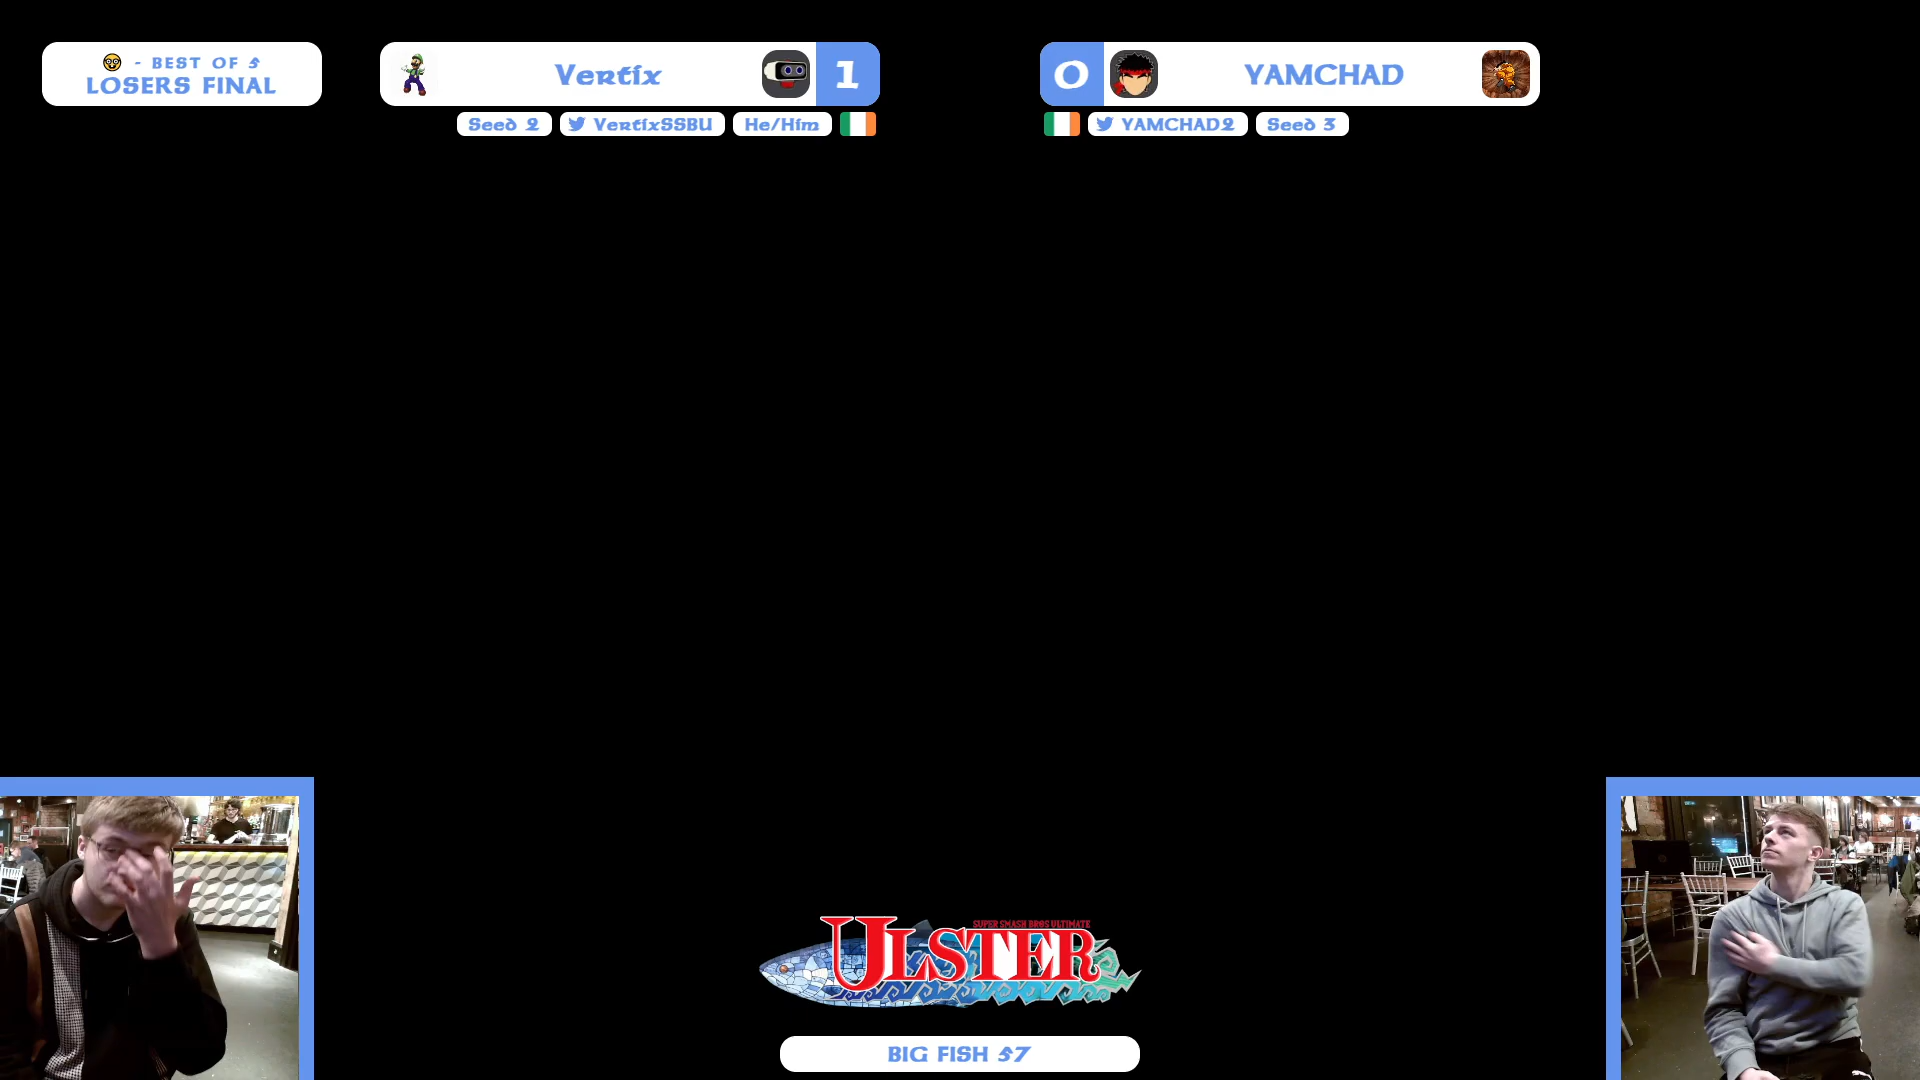 - BEST OF 5
LOSERS FINAL
Vertix
1
0
YAMCHAD
Seed 2
VertixSSBU
He/Him
YAMCHAD2
Seed 3
SUPER SMASH BROS ULTIMATE
ULSTER
BIG FISH 57